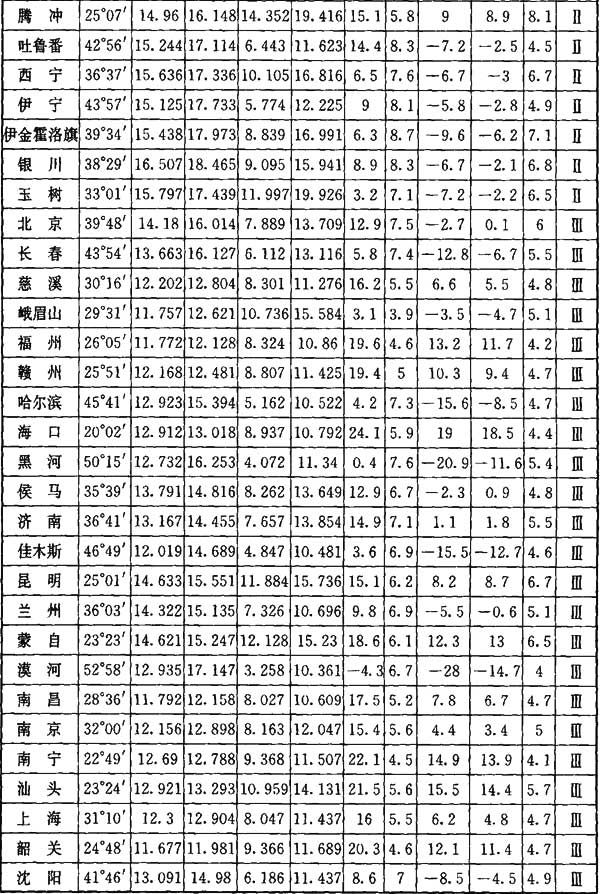 腾 冲 25°07′ 14.96 16.148 14.352 19.416 15.1 5.8 9 8.9 8.1 Ⅱ
吐鲁番 42°56′ 15.244 17.114 6.443 11.623 14.4 8.3 −7.2 −2.5 4.5 Ⅱ
西 宁 36°37′ 15.636 17.336 10.105 16.816 6.5 7.6 −6.7 −3 6.7 Ⅱ
伊 宁 43°57′ 15.125 17.733 5.774 12.225 9 8.1 −5.8 −2.8 4.9 Ⅱ
伊金霍洛旗 39°34′ 15.438 17.973 8.839 16.991 6.3 8.7 −9.6 −6.2 7.1 Ⅱ
银 川 38°29′ 16.507 18.465 9.095 15.941 8.9 8.3 −6.7 −2.1 6.8 Ⅱ
玉 树 33°01′ 15.797 17.439 11.997 19.926 3.2 7.1 −7.2 −2.2 6.5 Ⅱ
北 京 39°48′ 14.18 16.014 7.889 13.709 12.9 7.5 −2.7 0.1 6 Ⅲ
长 春 43°54′ 13.663 16.127 6.112 13.116 5.8 7.4 −12.8 −6.7 5.5 Ⅲ
慈 溪 30°16′ 12.202 12.804 8.301 11.276 16.2 5.5 6.6 5.5 4.8 Ⅲ
峨眉山 29°31′ 11.757 12.621 10.736 15.584 3.1 3.9 −3.5 −4.7 5.1 Ⅲ
福 州 26°05′ 11.772 12.128 8.324 10.86 19.6 4.6 13.2 11.7 4.2 Ⅲ
赣 州 25°51′ 12.168 12.481 8.807 11.425 19.4 5 10.3 9.4 4.7 Ⅲ
哈尔滨 45°41′ 12.923 15.394 5.162 10.522 4.2 7.3 −15.6 −8.5 4.7 Ⅲ
海 口 20°02′ 12.912 13.018 8.937 10.792 24.1 5.9 19 18.5 4.4 Ⅲ
黑 河 50°15′ 12.732 16.253 4.072 11.34 0.4 7.6 −20.9 −11.6 5.4 Ⅲ
侯 马 35°39′ 13.791 14.816 8.262 13.649 12.9 6.7 −2.3 0.9 4.8 Ⅲ
济 南 36°41′ 13.167 14.455 7.657 13.854 14.9 7.1 1.1 1.8 5.5 Ⅲ
佳木斯 46°49′ 12.019 14.689 4.847 10.481 3.6 6.9 −15.5 −12.7 4.6 Ⅲ
昆 明 25°01′ 14.633 15.551 11.884 15.736 15.1 6.2 8.2 8.7 6.7 Ⅲ
兰 州 36°03′ 14.322 15.135 7.326 10.696 9.8 6.9 −5.5 −0.6 5.1 Ⅲ
蒙 自 23°23′ 14.621 15.247 12.128 15.23 18.6 6.1 12.3 13 6.5 Ⅲ
漠 河 52°58′ 12.935 17.147 3.258 10.361 −4.3 6.7 −28 −14.7 4 Ⅲ
南 昌 28°36′ 11.792 12.158 8.027 10.609 17.5 5.2 7.8 6.7 4.7 Ⅲ
南 京 32°00′ 12.156 12.898 8.163 12.047 15.4 5.6 4.4 3.4 5 Ⅲ
南 宁 22°49′ 12.69 12.788 9.368 11.507 22.1 4.5 14.9 13.9 4.1 Ⅲ
汕 头 23°24′ 12.921 13.293 10.959 14.131 21.5 5.6 15.5 14.4 5.7 Ⅲ
上 海 31°10′ 12.3 12.904 8.047 11.437 16 5.5 6.2 4.8 4.7 Ⅲ
韶 关 24°48′ 11.677 11.981 9.366 11.689 20.3 4.6 12.1 11.4 4.7 Ⅲ
沈 阳 41°46′ 13.091 14.98 6.186 11.437 8.6 7 −8.5 −4.5 4.9 Ⅲ